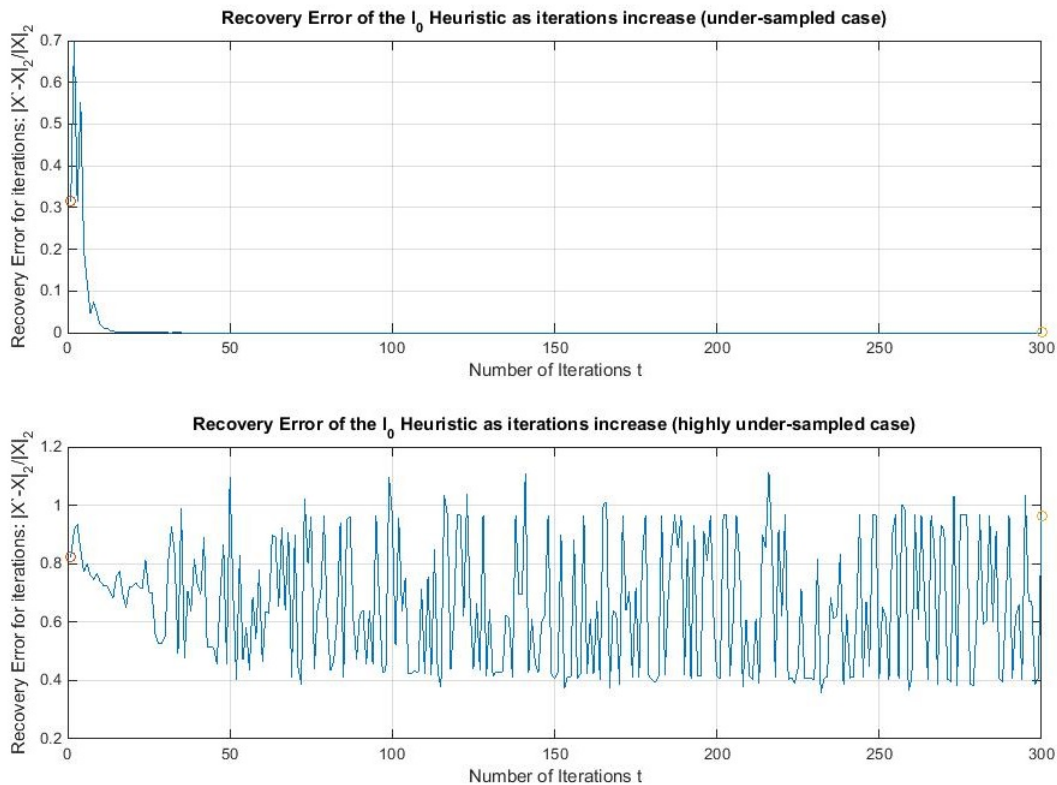 Recovery Error of the l₀ Heuristic as iterations increase (under-sampled case)
Recovery Error for iterations: |X`-X|₂/|X|₂
0.7
0.6
0.5
0.4
0.3
0.2
0.1
0
0 50 100 150 200 250 300
Number of Iterations t
Recovery Error of the l₀ Heuristic as iterations increase (highly under-sampled case)
Recovery Error for iterations: |X`-X|₂/|X|₂
1.2
1
0.8
0.6
0.4
0.2
0 50 100 150 200 250 300
Number of Iterations t